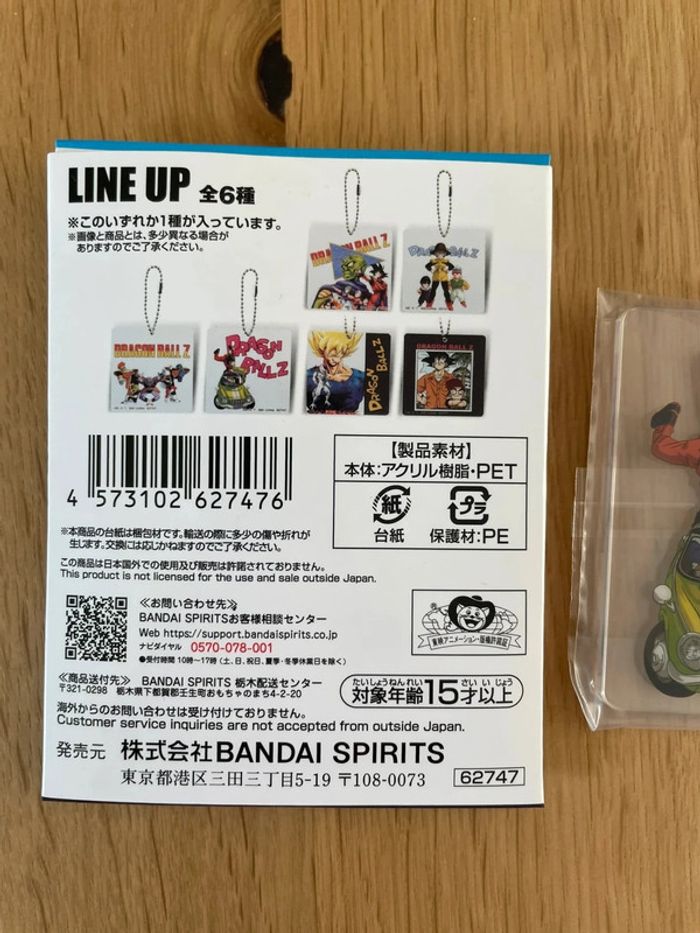 LINE UP 全6種
※このいずれか1種が入っています。
※画像と商品とは、多少異なる場合が
ありますのでご了承ください。
DRAGON BALL Z
DRAGON BALL Z
DRAGON BALL Z
DRAGON BALL Z
DRAGON BALL Z
DRAGON BALL Z
4 573102 627476
【製品素材】
本体:アクリル樹脂・PET
紙
プラ
台紙
保護材:PE
※本商品の台紙は梱包材です。輸送の際に多少の傷や折れが
生じます。交換には応じかねますのでご了承ください。
この商品は日本国外での使用及び販売は許諾されておりません。
This product is not licensed for the use and sale outside Japan.
≪お問い合わせ先≫
BANDAI SPIRITSお客様相談センター
Web https://support.bandaispirits.co.jp
ナビダイヤル 0570-078-001
●受付時間 10時〜17時 (土、日、祝日、夏季・冬季休業日を除く)
東映アニメーション・版権許諾証
≪商品送付先≫ BANDAI SPIRITS 栃木配送センター
〒321-0298 栃木県下都賀郡壬生町おもちゃのまち4-2-20
たいしょうねんれい さい いじょう
対象年齢15才以上
海外からのお問い合わせは受け付けておりません。
Customer service inquiries are not accepted from outside Japan.
発売元 株式会社BANDAI SPIRITS
東京都港区三田三丁目5-19 〒108-0073
62747